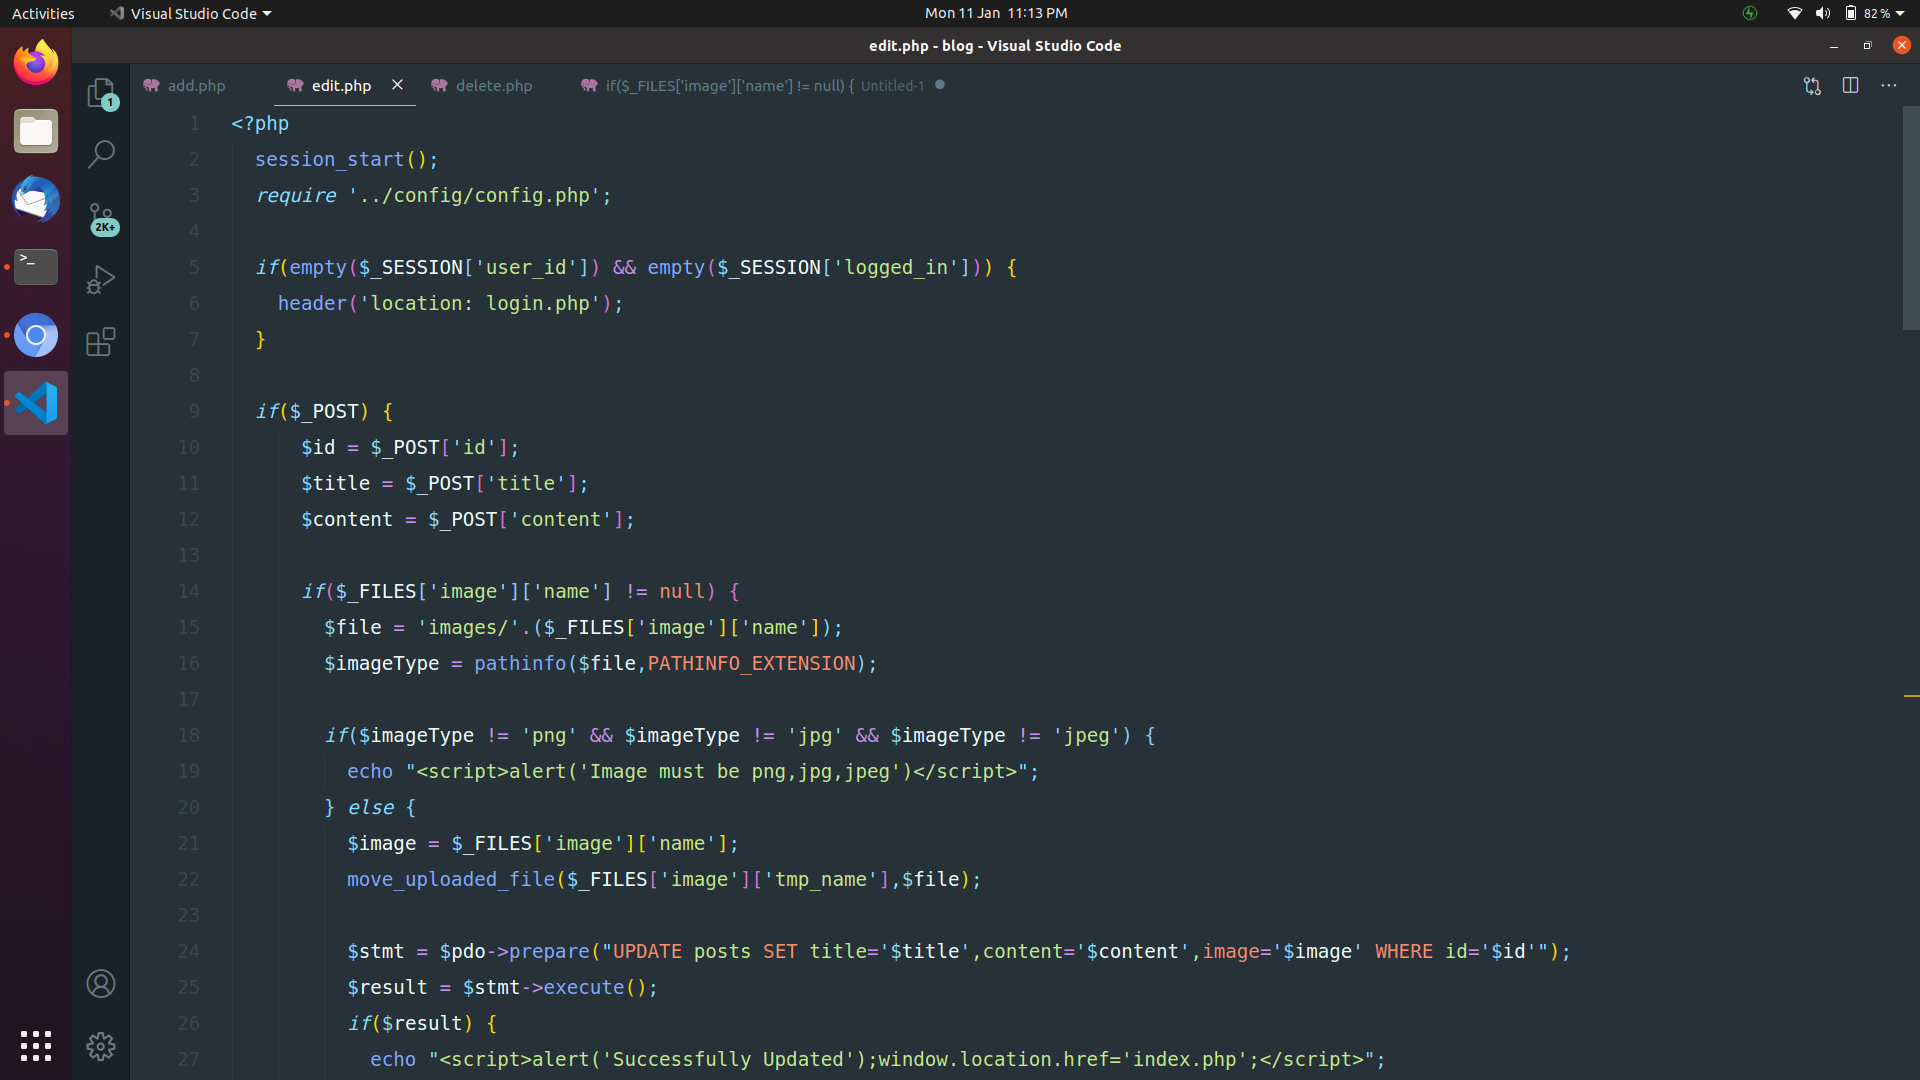 Activities Visual Studio Code Mon 11 Jan 11:13 PM 82 %
edit.php - blog - Visual Studio Code
add.php edit.php delete.php if($_FILES['image']['name'] != null) { Untitled-1
1
2K+
>_
1 <?php
2 session_start();
3 require '../config/config.php';
4
5 if(empty($_SESSION['user_id']) && empty($_SESSION['logged_in'])) {
6 header('location: login.php');
7 }
8
9 if($_POST) {
10 $id = $_POST['id'];
11 $title = $_POST['title'];
12 $content = $_POST['content'];
13
14 if($_FILES['image']['name'] != null) {
15 $file = 'images/'.($_FILES['image']['name']);
16 $imageType = pathinfo($file,PATHINFO_EXTENSION);
17
18 if($imageType != 'png' && $imageType != 'jpg' && $imageType != 'jpeg') {
19 echo "<script>alert('Image must be png,jpg,jpeg')</script>";
20 } else {
21 $image = $_FILES['image']['name'];
22 move_uploaded_file($_FILES['image']['tmp_name'],$file);
23
24 $stmt = $pdo->prepare("UPDATE posts SET title='$title',content='$content',image='$image' WHERE id='$id'");
25 $result = $stmt->execute();
26 if($result) {
27 echo "<script>alert('Successfully Updated');window.location.href='index.php';</script>";